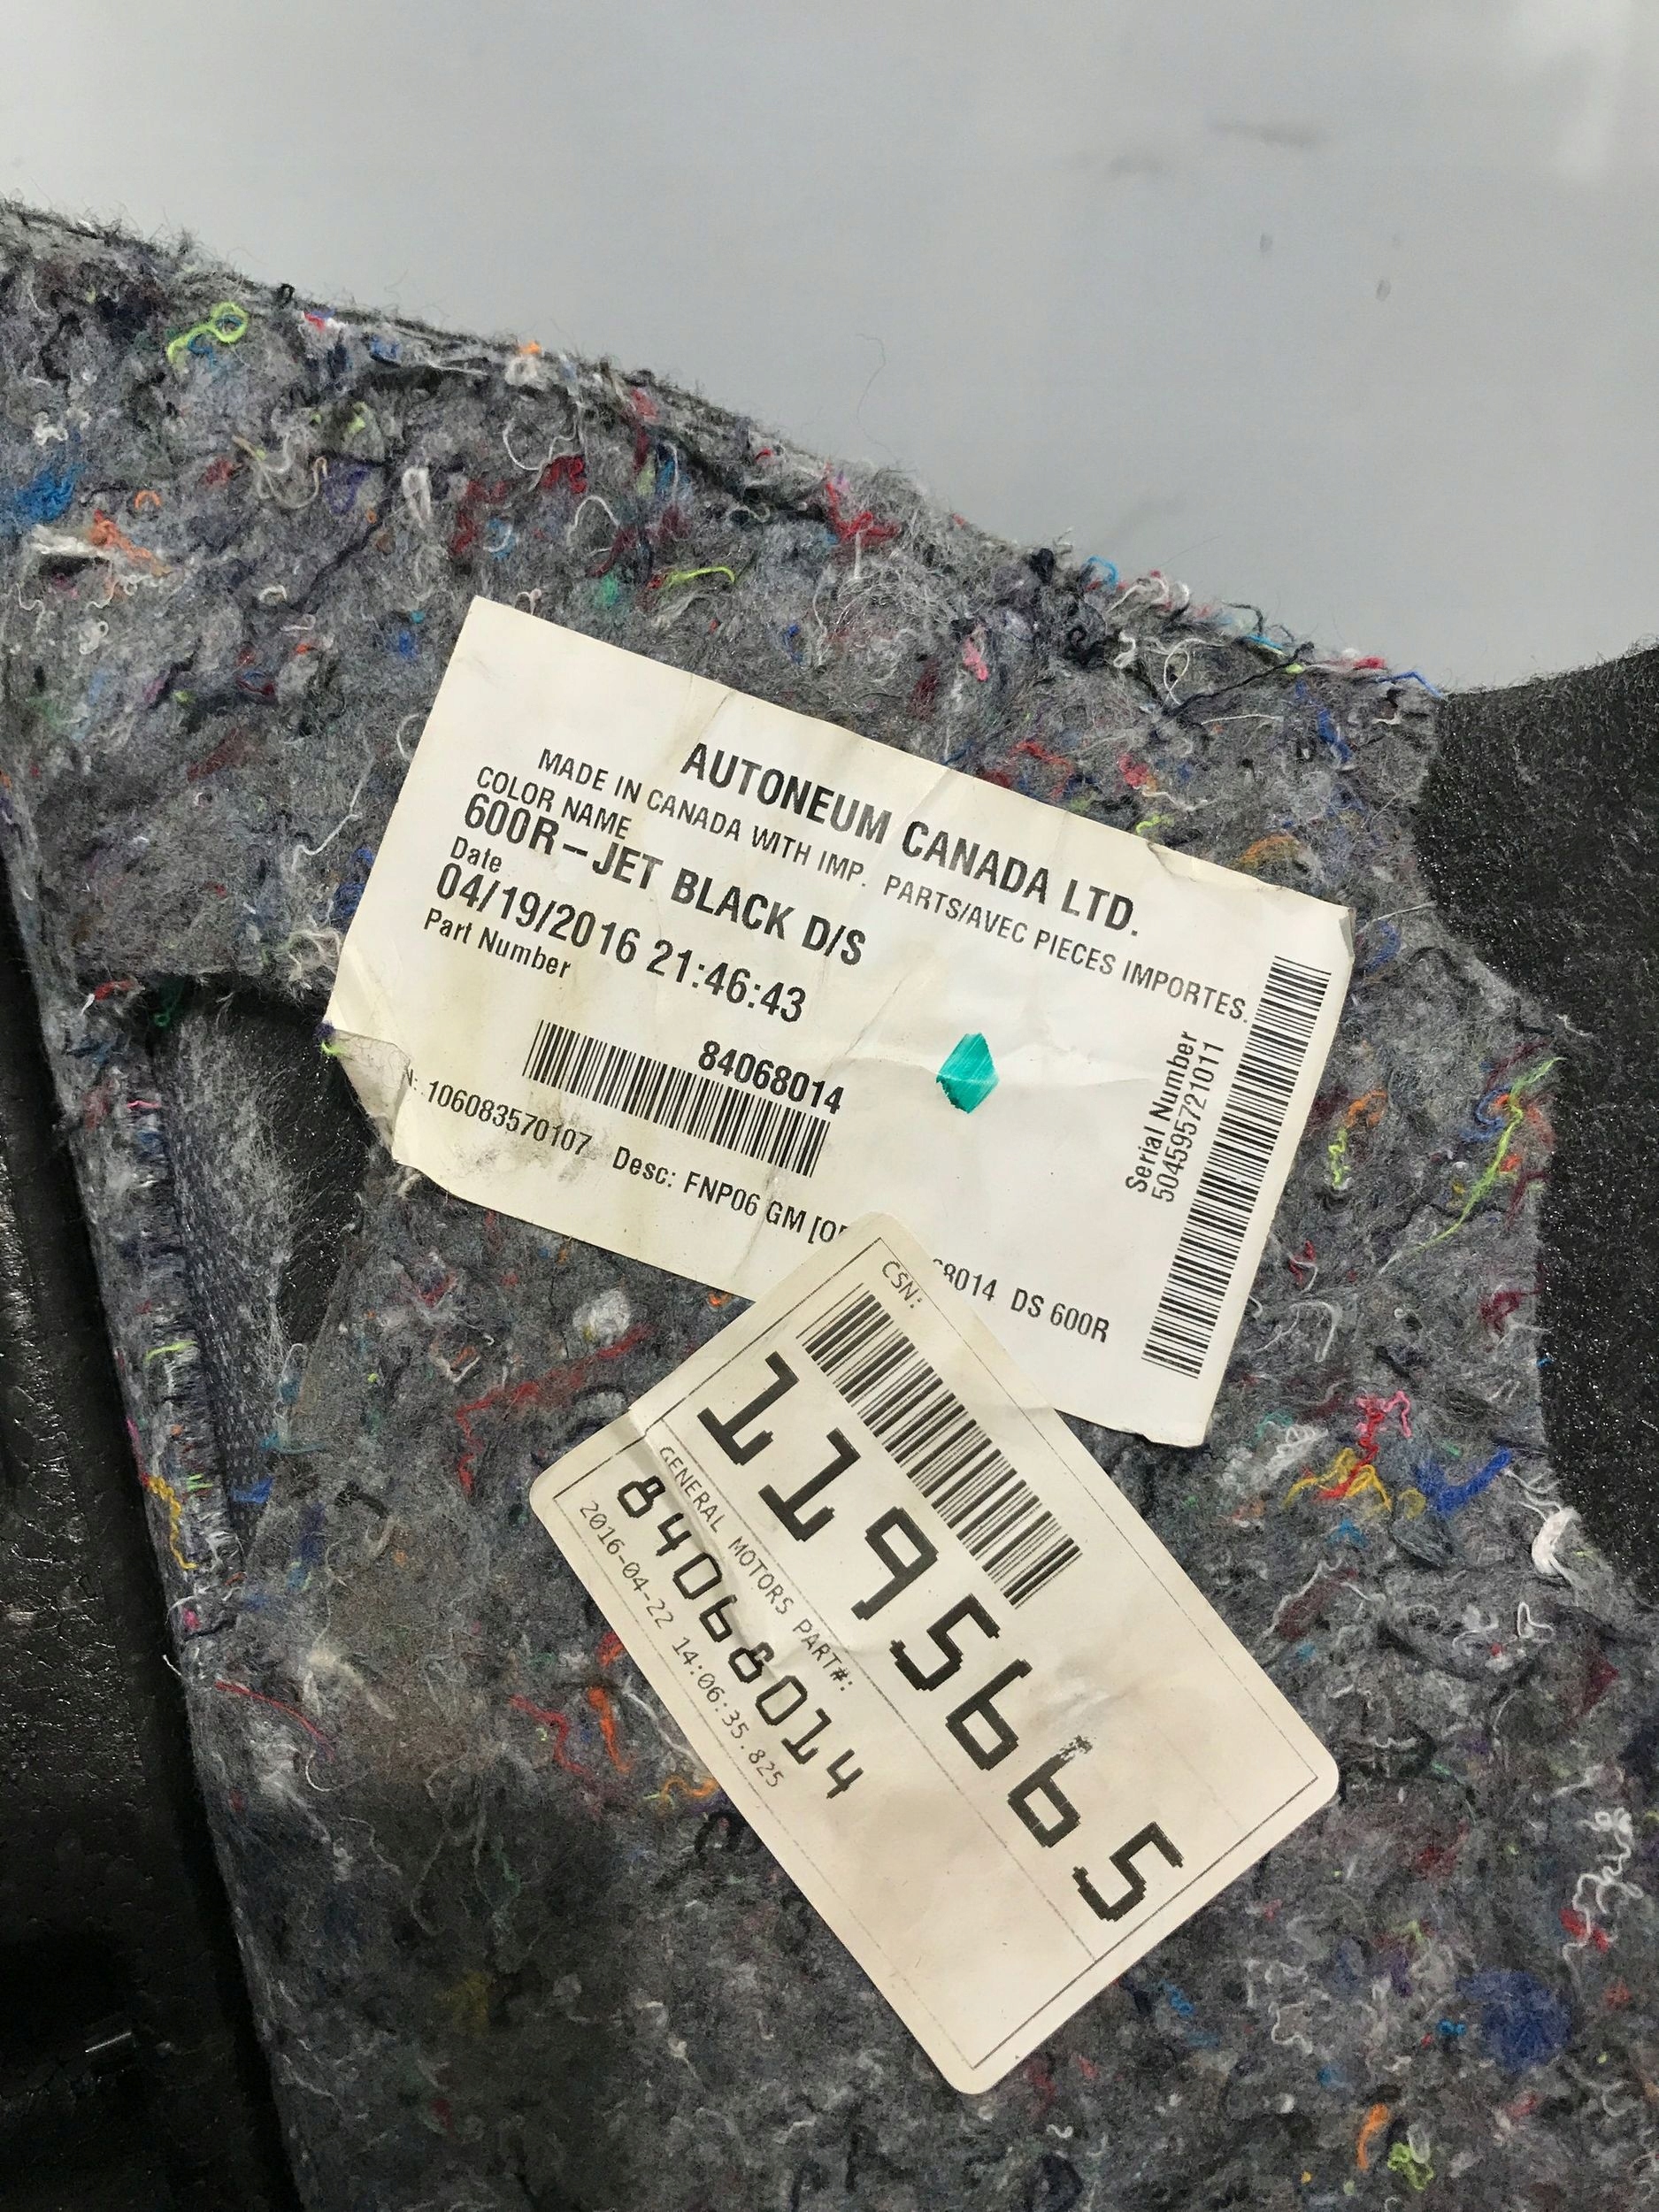 AUTONEUM CANADA LTD.
MADE IN CANADA WITH IMP. PARTS/AVEC PIECES IMPORTES.
COLOR NAME
600R-JET BLACK D/S
Date
04/19/2016 21:46:43
Part Number
84068014
N: 106083570107 Desc: FNP06 GM [O 68014 DS 600R
Serial Number
504595721011
CSN:
11956665
GENERAL MOTORS PART#:
84068014
2016-04-22 14:06:35.825